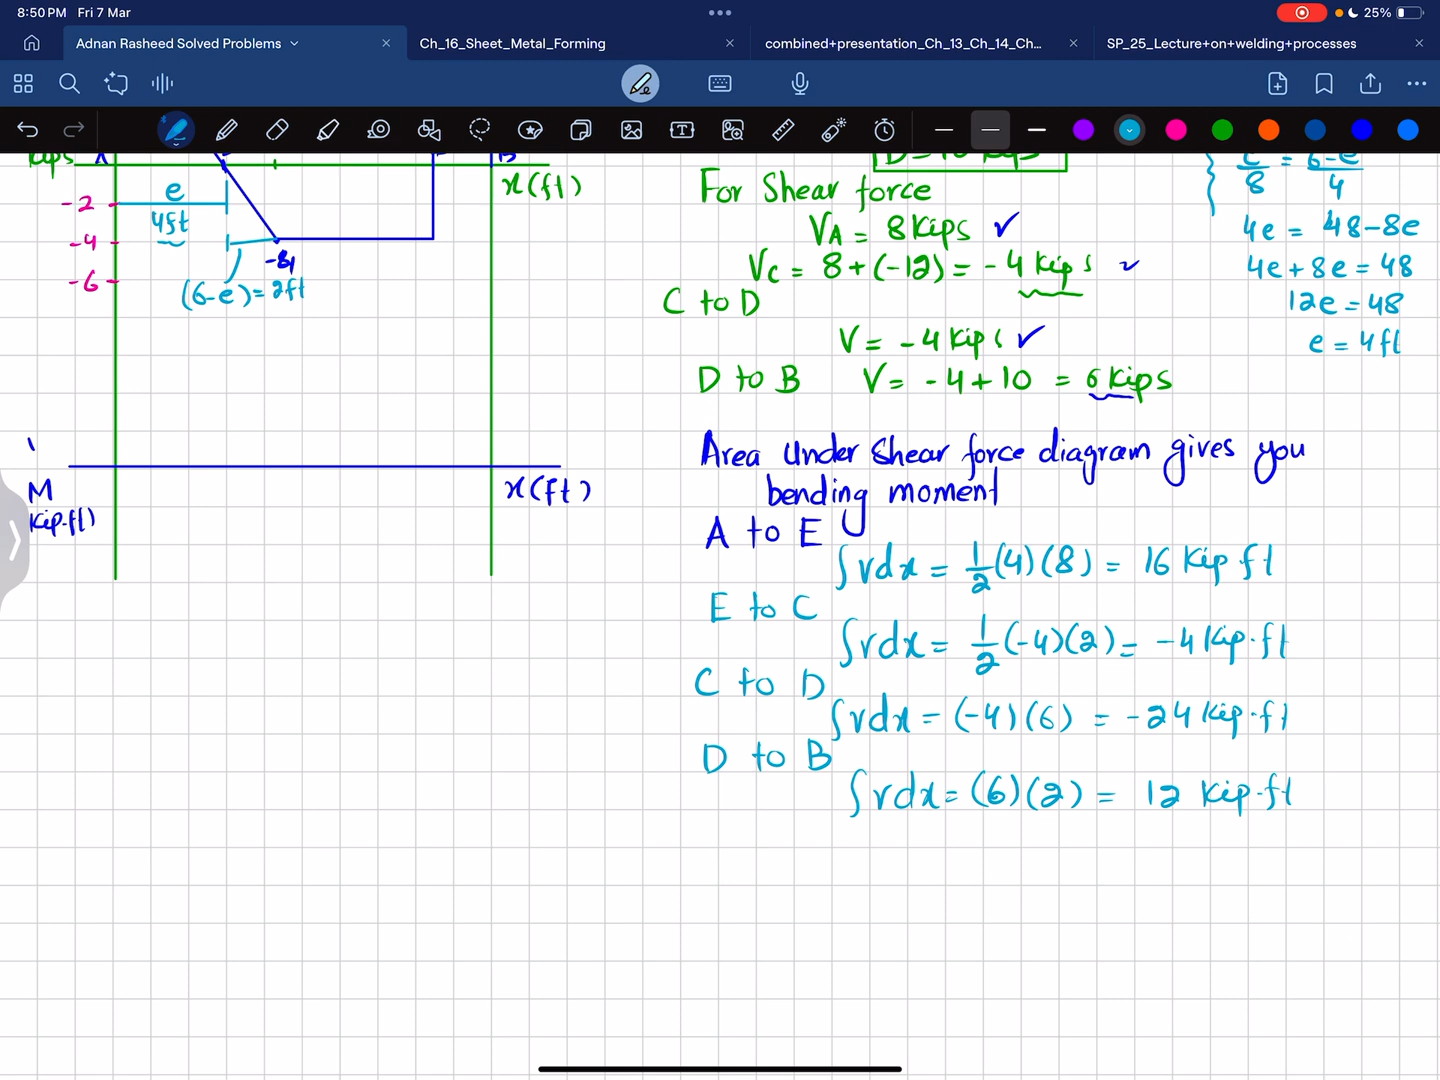 8:50 PM Fri 7 Mar
25%
Adnan Rasheed Solved Problems
Ch_16_Sheet_Metal_Forming
combined+presentation_Ch_13_Ch_14_Ch...
SP_25_Lecture+on+welding+processes
kips A
B
x(ft)
e
-2
4ft
-4
-6
(6-e)=2ft
M
kip.ft)
x(ft)
D = 10 kips
For Shear force
VA = 8 Kips ✓
Vc = 8+(-12) = -4 kips ✓
C to D
V = -4 kips ✓
D to B V = -4+10 = 6 kips
Area Under Shear force diagram gives you
bending moment
A to E
∫vdx = 1/2 (4)(8) = 16 kip ft
E to C
∫vdx = 1/2 (-4)(2) = -4 kip.ft
C to D
∫vdx = (-4)(6) = -24 kip.ft
D to B
∫vdx = (6)(2) = 12 kip.ft
e/8 = 6-e/4
4e = 48-8e
4e+8e = 48
12e = 48
e = 4ft